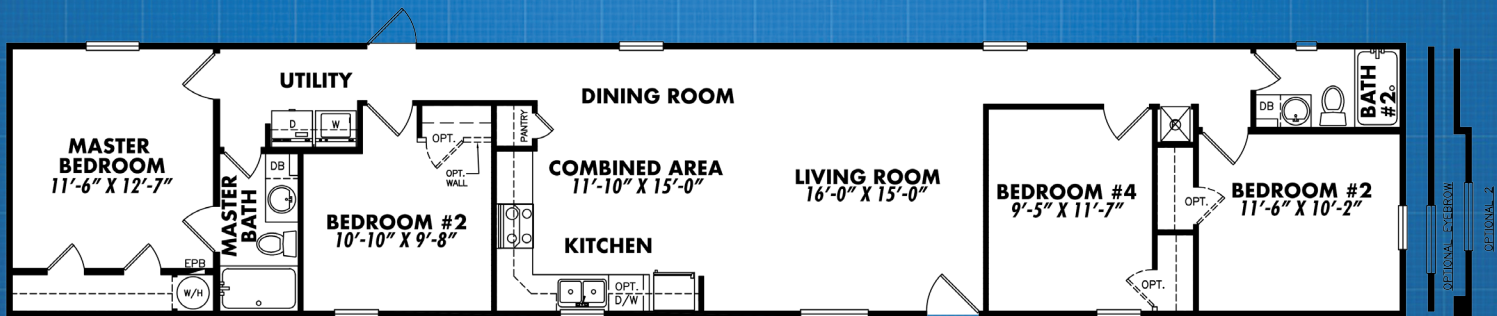 UTILITY
DINING ROOM
BATH
#2
DB
D
W
PANTRY
MASTER
BEDROOM
11'-6" X 12'-7"
DB
OPT.
OPT.
WALL
COMBINED AREA
11'-10" X 15'-0"
LIVING ROOM
16'-0" X 15'-0"
BEDROOM #4
9'-5" X 11'-7"
OPT.
BEDROOM #2
11'-6" X 10'-2"
MASTER
BATH
BEDROOM #2
10'-10" X 9'-8"
KITCHEN
EPB
W/H
OPT.
D/W
OPT.
OPTIONAL EYEBROW
OPTIONAL 2